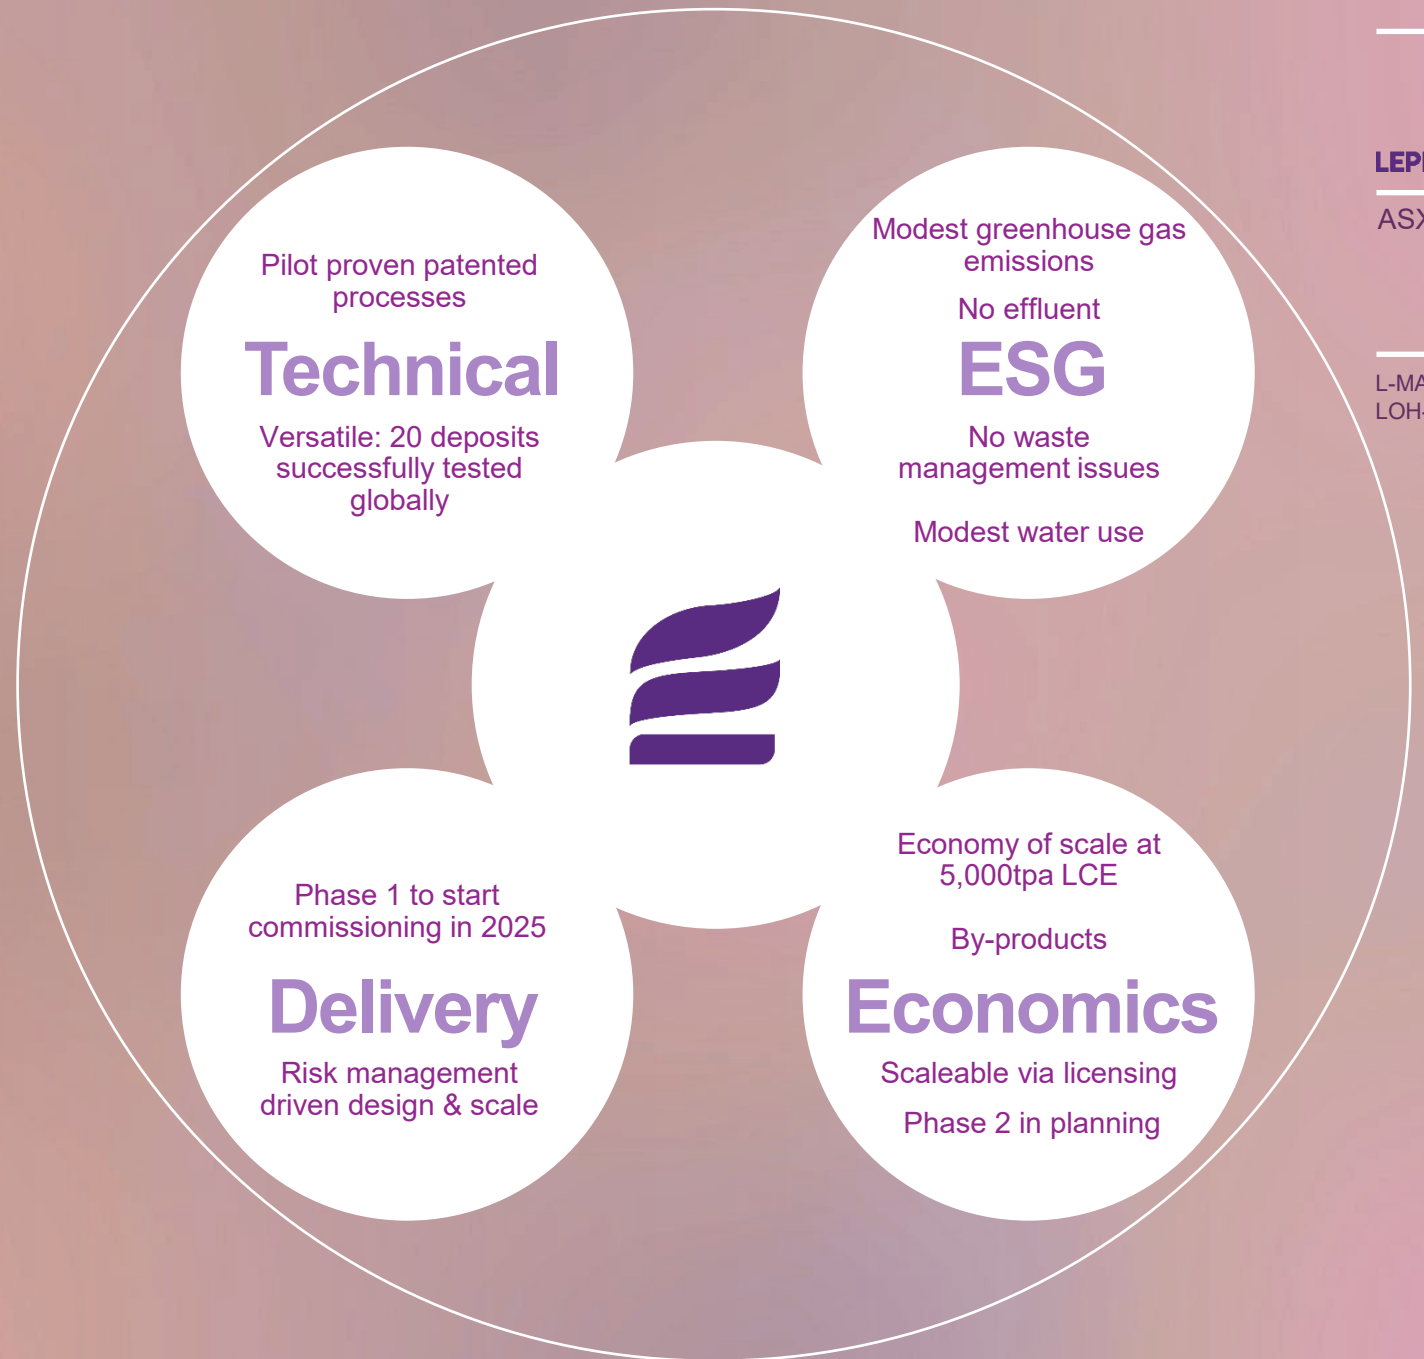 Pilot proven patented
processes
Technical
Versatile: 20 deposits
successfully tested
globally
Modest greenhouse gas
emissions
No effluent
ESG
No waste
management issues
Modest water use
Phase 1 to start
commissioning in 2025
Delivery
Risk management
driven design & scale
Economy of scale at
5,000tpa LCE
By-products
Economics
Scaleable via licensing
Phase 2 in planning
ASX